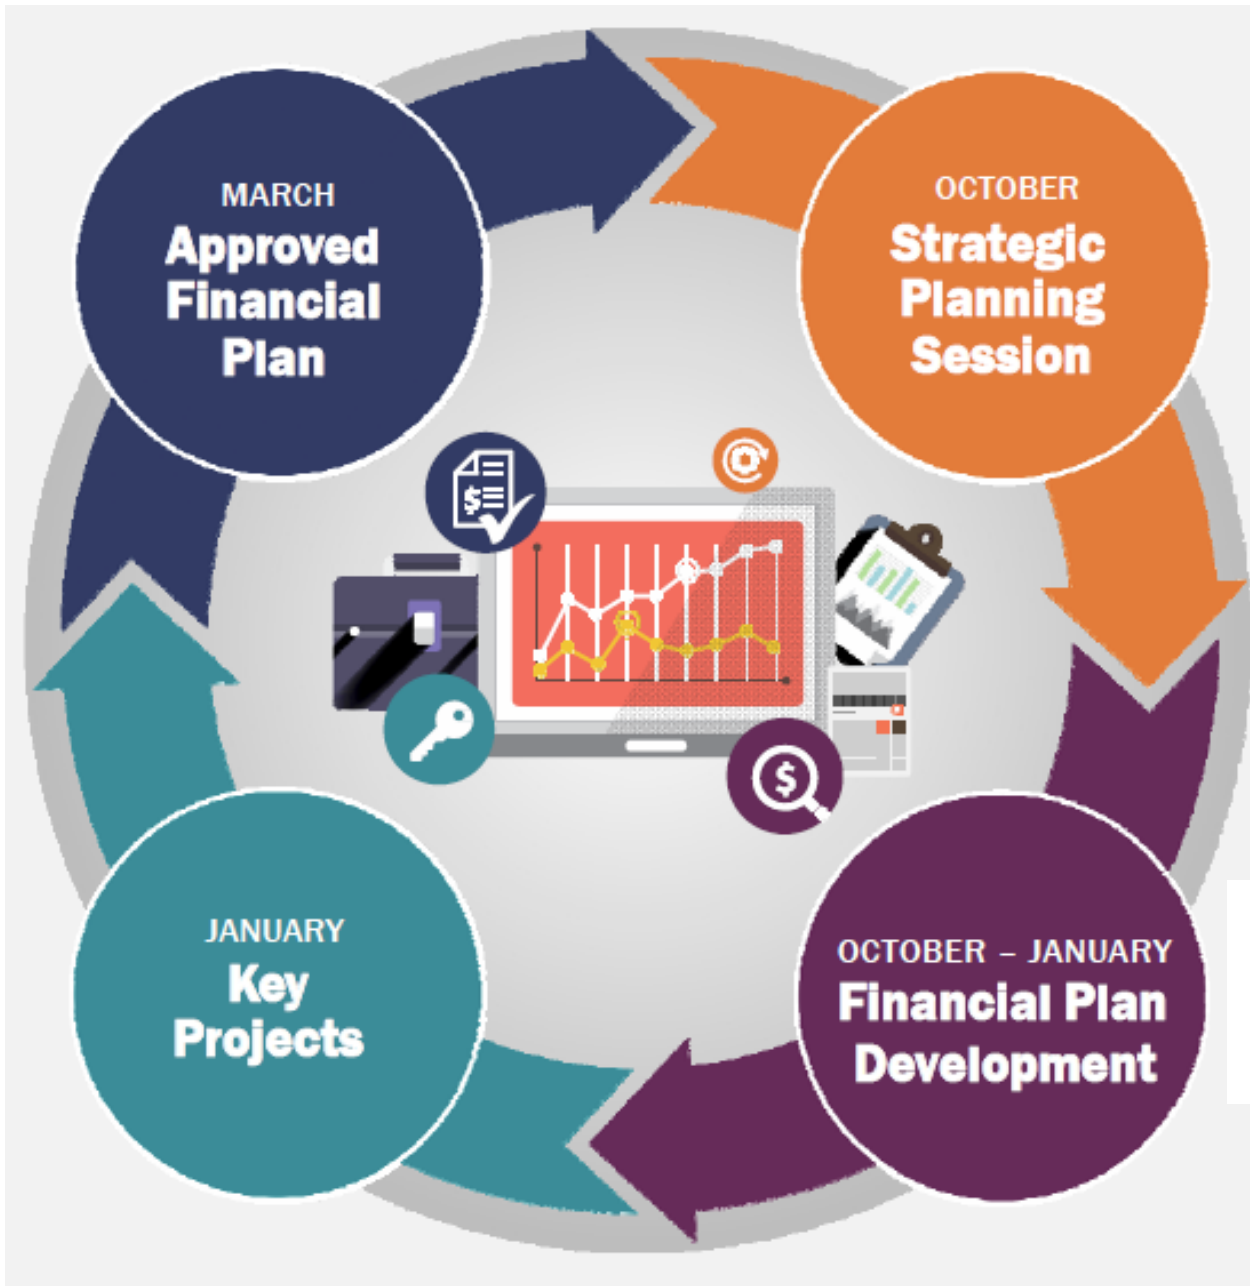 MARCH
Approved
Financial
Plan
OCTOBER
Strategic
Planning
Session
$
$
JANUARY
Key
Projects
OCTOBER – JANUARY
Financial Plan
Development